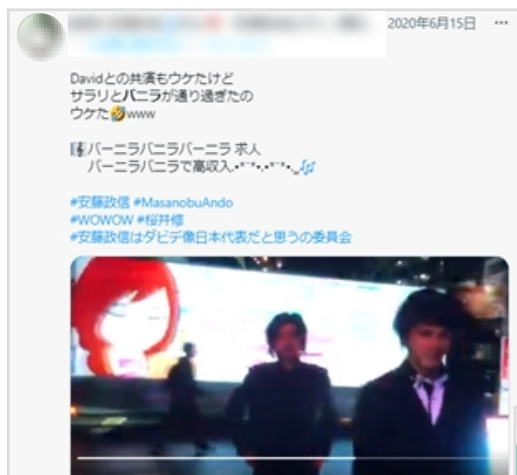 2020年6月15日
Davidとの共演もウケたけど
サラリとバニラが通り過ぎたの
ウケた🤣www
🎼バーニラバニラバーニラ 求人
バーニラバニラで高収入.•*¨*•.•*¨*•.¸🎶
#安藤政信 #MasanobuAndo
#WOWOW #桜井修
#安藤政信はダビデ像日本代表だと思うの委員会